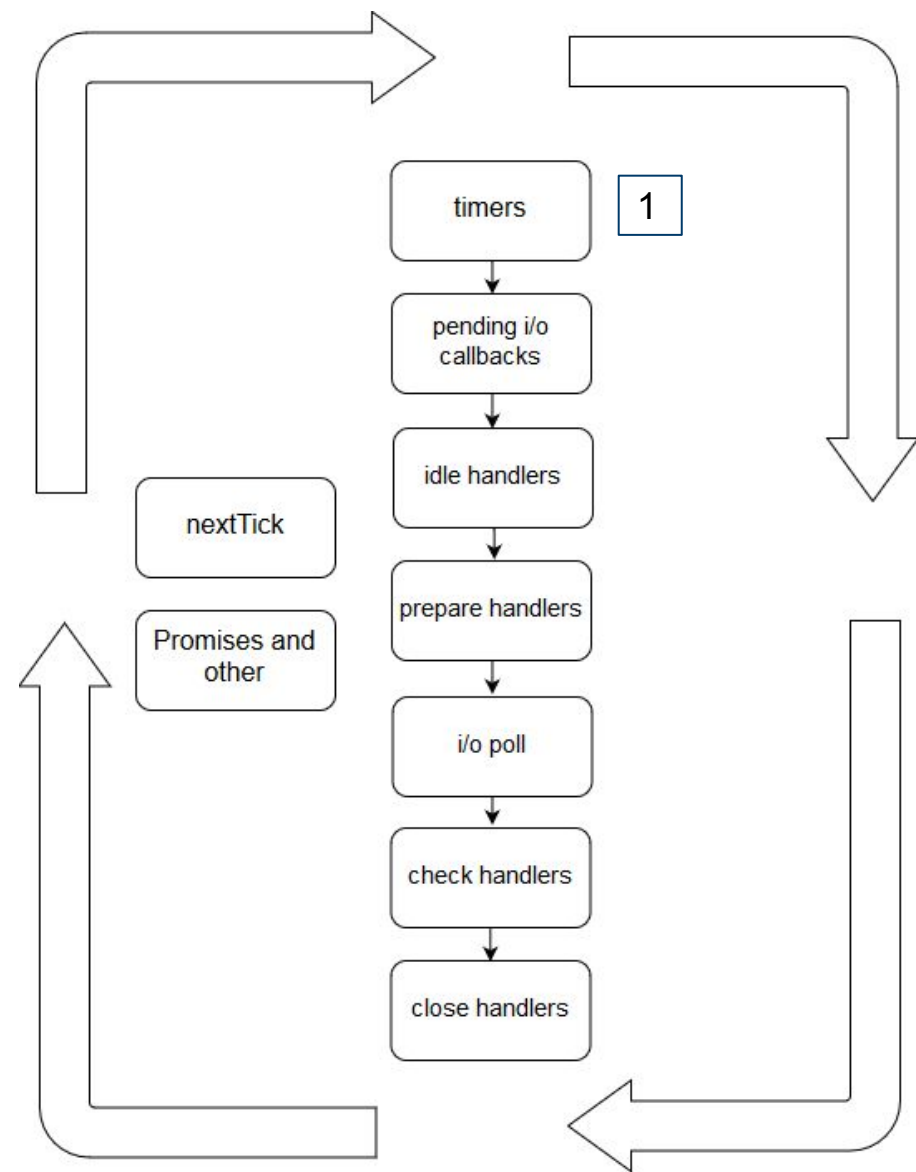 timers
1
pending i/o
callbacks
idle handlers
nextTick
prepare handlers
Promises and
other
i/o poll
check handlers
close handlers